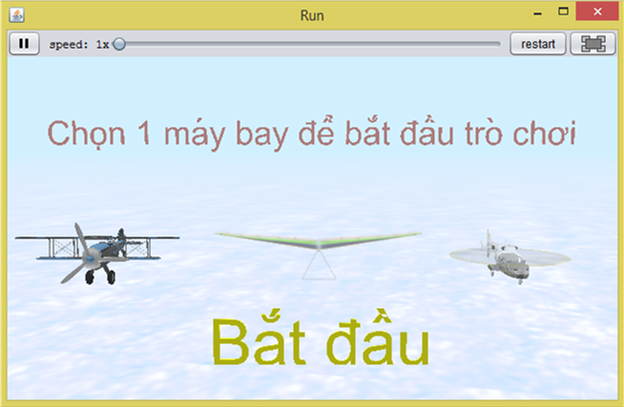 Run
speed: 1x
restart
Chọn 1 máy bay để bắt đầu trò chơi
Bắt đầu